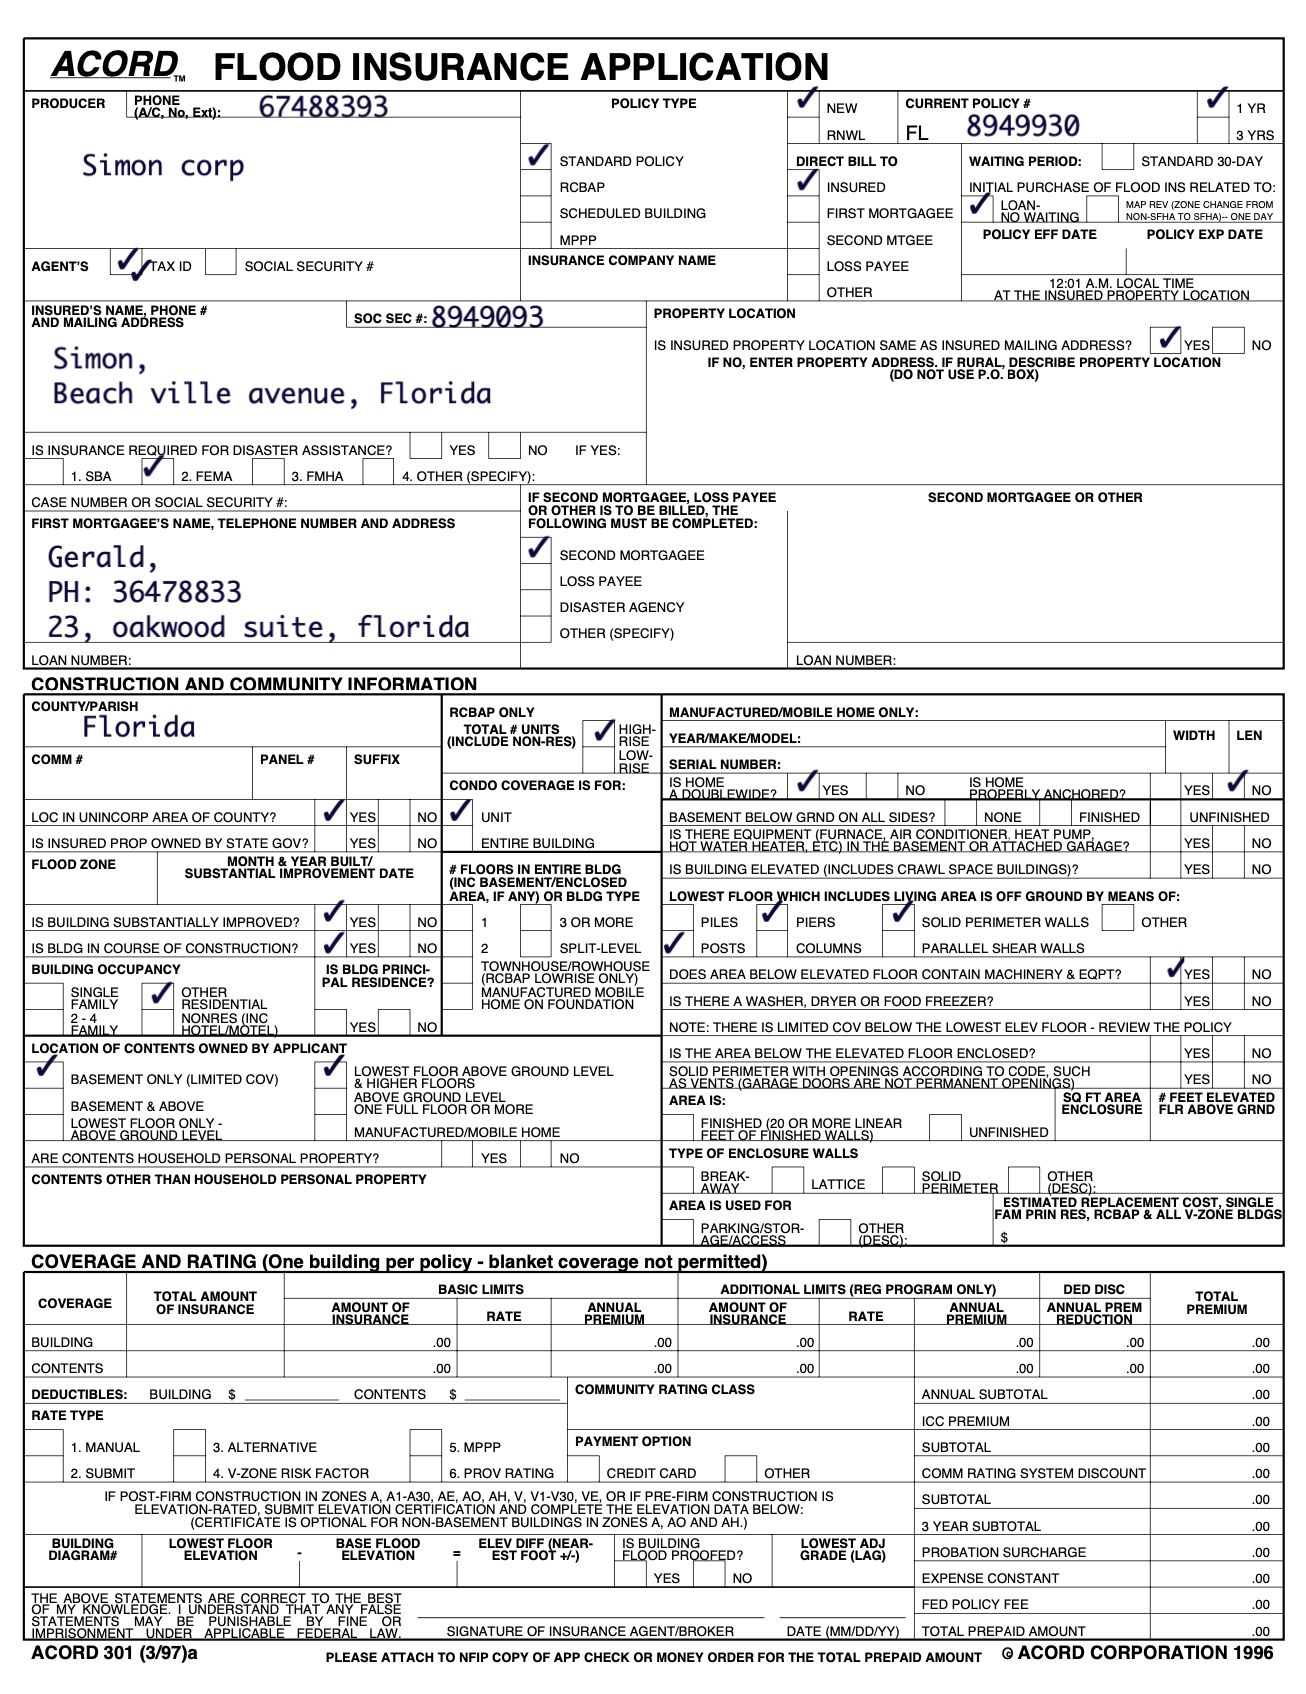 ACORD TM FLOOD INSURANCE APPLICATION
PRODUCER
PHONE
(A/C, No, Ext): 67488393
Simon corp
POLICY TYPE
✓ STANDARD POLICY
RCBAP
SCHEDULED BUILDING
MPPP
✓ NEW
RNWL
CURRENT POLICY #
FL 8949930
✓ 1 YR
3 YRS
DIRECT BILL TO
✓ INSURED
FIRST MORTGAGEE
SECOND MTGEE
LOSS PAYEE
OTHER
WAITING PERIOD: STANDARD 30-DAY
INITIAL PURCHASE OF FLOOD INS RELATED TO:
✓ LOAN-
NO WAITING
MAP REV (ZONE CHANGE FROM
NON-SFHA TO SFHA)-- ONE DAY
POLICY EFF DATE POLICY EXP DATE
12:01 A.M. LOCAL TIME
AT THE INSURED PROPERTY LOCATION
AGENT'S ✓ ✓ TAX ID SOCIAL SECURITY #
INSURANCE COMPANY NAME
INSURED'S NAME, PHONE #
AND MAILING ADDRESS
SOC SEC #: 8949093
Simon,
Beach ville avenue, Florida
PROPERTY LOCATION
IS INSURED PROPERTY LOCATION SAME AS INSURED MAILING ADDRESS? ✓ YES NO
IF NO, ENTER PROPERTY ADDRESS. IF RURAL, DESCRIBE PROPERTY LOCATION
(DO NOT USE P.O. BOX)
IS INSURANCE REQUIRED FOR DISASTER ASSISTANCE? YES NO IF YES:
1. SBA ✓ 2. FEMA 3. FMHA 4. OTHER (SPECIFY):
CASE NUMBER OR SOCIAL SECURITY #:
FIRST MORTGAGEE'S NAME, TELEPHONE NUMBER AND ADDRESS
Gerald,
PH: 36478833
23, oakwood suite, florida
LOAN NUMBER:
IF SECOND MORTGAGEE, LOSS PAYEE
OR OTHER IS TO BE BILLED, THE
FOLLOWING MUST BE COMPLETED:
✓ SECOND MORTGAGEE
LOSS PAYEE
DISASTER AGENCY
OTHER (SPECIFY)
SECOND MORTGAGEE OR OTHER
LOAN NUMBER:
CONSTRUCTION AND COMMUNITY INFORMATION
COUNTY/PARISH
Florida
COMM # PANEL # SUFFIX
LOC IN UNINCORP AREA OF COUNTY? ✓ YES NO
IS INSURED PROP OWNED BY STATE GOV? YES NO
FLOOD ZONE
MONTH & YEAR BUILT/
SUBSTANTIAL IMPROVEMENT DATE
IS BUILDING SUBSTANTIALLY IMPROVED? ✓ YES NO
IS BLDG IN COURSE OF CONSTRUCTION? ✓ YES NO
BUILDING OCCUPANCY
SINGLE
FAMILY
✓ OTHER
RESIDENTIAL
2 - 4
FAMILY
NONRES (INC
HOTEL/MOTEL)
IS BLDG PRINCI-
PAL RESIDENCE?
YES NO
RCBAP ONLY
TOTAL # UNITS
(INCLUDE NON-RES)
✓ HIGH-
RISE
LOW-
RISE
CONDO COVERAGE IS FOR:
✓ UNIT
ENTIRE BUILDING
# FLOORS IN ENTIRE BLDG
(INC BASEMENT/ENCLOSED
AREA, IF ANY) OR BLDG TYPE
1 3 OR MORE
2 SPLIT-LEVEL
TOWNHOUSE/ROWHOUSE
(RCBAP LOWRISE ONLY)
MANUFACTURED MOBILE
HOME ON FOUNDATION
LOCATION OF CONTENTS OWNED BY APPLICANT
✓ BASEMENT ONLY (LIMITED COV)
BASEMENT & ABOVE
LOWEST FLOOR ONLY -
ABOVE GROUND LEVEL
✓ LOWEST FLOOR ABOVE GROUND LEVEL
& HIGHER FLOORS
ABOVE GROUND LEVEL
ONE FULL FLOOR OR MORE
MANUFACTURED/MOBILE HOME
ARE CONTENTS HOUSEHOLD PERSONAL PROPERTY? YES NO
CONTENTS OTHER THAN HOUSEHOLD PERSONAL PROPERTY
MANUFACTURED/MOBILE HOME ONLY:
YEAR/MAKE/MODEL: WIDTH LEN
SERIAL NUMBER:
IS HOME
A DOUBLEWIDE? ✓ YES NO
IS HOME
PROPERLY ANCHORED? YES ✓ NO
BASEMENT BELOW GRND ON ALL SIDES? NONE FINISHED UNFINISHED
IS THERE EQUIPMENT (FURNACE, AIR CONDITIONER, HEAT PUMP,
HOT WATER HEATER, ETC) IN THE BASEMENT OR ATTACHED GARAGE? YES NO
IS BUILDING ELEVATED (INCLUDES CRAWL SPACE BUILDINGS)? YES NO
LOWEST FLOOR WHICH INCLUDES LIVING AREA IS OFF GROUND BY MEANS OF:
PILES ✓ PIERS ✓ SOLID PERIMETER WALLS OTHER
✓ POSTS COLUMNS PARALLEL SHEAR WALLS
DOES AREA BELOW ELEVATED FLOOR CONTAIN MACHINERY & EQPT? ✓ YES NO
IS THERE A WASHER, DRYER OR FOOD FREEZER? YES NO
NOTE: THERE IS LIMITED COV BELOW THE LOWEST ELEV FLOOR - REVIEW THE POLICY
IS THE AREA BELOW THE ELEVATED FLOOR ENCLOSED? YES NO
SOLID PERIMETER WITH OPENINGS ACCORDING TO CODE, SUCH
AS VENTS (GARAGE DOORS ARE NOT PERMANENT OPENINGS) YES NO
AREA IS:
FINISHED (20 OR MORE LINEAR
FEET OF FINISHED WALLS)
UNFINISHED
SQ FT AREA
ENCLOSURE
# FEET ELEVATED
FLR ABOVE GRND
TYPE OF ENCLOSURE WALLS
BREAK-
AWAY
LATTICE
SOLID
PERIMETER
OTHER
(DESC):
AREA IS USED FOR
PARKING/STOR-
AGE/ACCESS
OTHER
(DESC):
ESTIMATED REPLACEMENT COST, SINGLE
FAM PRIN RES, RCBAP & ALL V-ZONE BLDGS
$
COVERAGE AND RATING (One building per policy - blanket coverage not permitted)
COVERAGE
TOTAL AMOUNT
OF INSURANCE
BASIC LIMITS ADDITIONAL LIMITS (REG PROGRAM ONLY) DED DISC
TOTAL
PREMIUM
AMOUNT OF
INSURANCE
RATE
ANNUAL
PREMIUM
AMOUNT OF
INSURANCE
RATE
ANNUAL
PREMIUM
ANNUAL PREM
REDUCTION
BUILDING .00 .00 .00 .00 .00 .00
CONTENTS .00 .00 .00 .00 .00 .00
DEDUCTIBLES: BUILDING $ CONTENTS $
RATE TYPE
1. MANUAL 3. ALTERNATIVE 5. MPPP
2. SUBMIT 4. V-ZONE RISK FACTOR 6. PROV RATING
COMMUNITY RATING CLASS
PAYMENT OPTION
CREDIT CARD OTHER
ANNUAL SUBTOTAL .00
ICC PREMIUM .00
SUBTOTAL .00
COMM RATING SYSTEM DISCOUNT .00
SUBTOTAL .00
3 YEAR SUBTOTAL .00
PROBATION SURCHARGE .00
EXPENSE CONSTANT .00
FED POLICY FEE .00
TOTAL PREPAID AMOUNT .00
IF POST-FIRM CONSTRUCTION IN ZONES A, A1-A30, AE, AO, AH, V, V1-V30, VE, OR IF PRE-FIRM CONSTRUCTION IS
ELEVATION-RATED, SUBMIT ELEVATION CERTIFICATION AND COMPLETE THE ELEVATION DATA BELOW:
(CERTIFICATE IS OPTIONAL FOR NON-BASEMENT BUILDINGS IN ZONES A, AO AND AH.)
BUILDING
DIAGRAM#
LOWEST FLOOR
ELEVATION
-
BASE FLOOD
ELEVATION
=
ELEV DIFF (NEAR-
EST FOOT +/-)
IS BUILDING
FLOOD PROOFED?
YES NO
LOWEST ADJ
GRADE (LAG)
THE ABOVE STATEMENTS ARE CORRECT TO THE BEST
OF MY KNOWLEDGE. I UNDERSTAND THAT ANY FALSE
STATEMENTS MAY BE PUNISHABLE BY FINE OR
IMPRISONMENT UNDER APPLICABLE FEDERAL LAW.
SIGNATURE OF INSURANCE AGENT/BROKER DATE (MM/DD/YY)
ACORD 301 (3/97)a
PLEASE ATTACH TO NFIP COPY OF APP CHECK OR MONEY ORDER FOR THE TOTAL PREPAID AMOUNT
© ACORD CORPORATION 1996